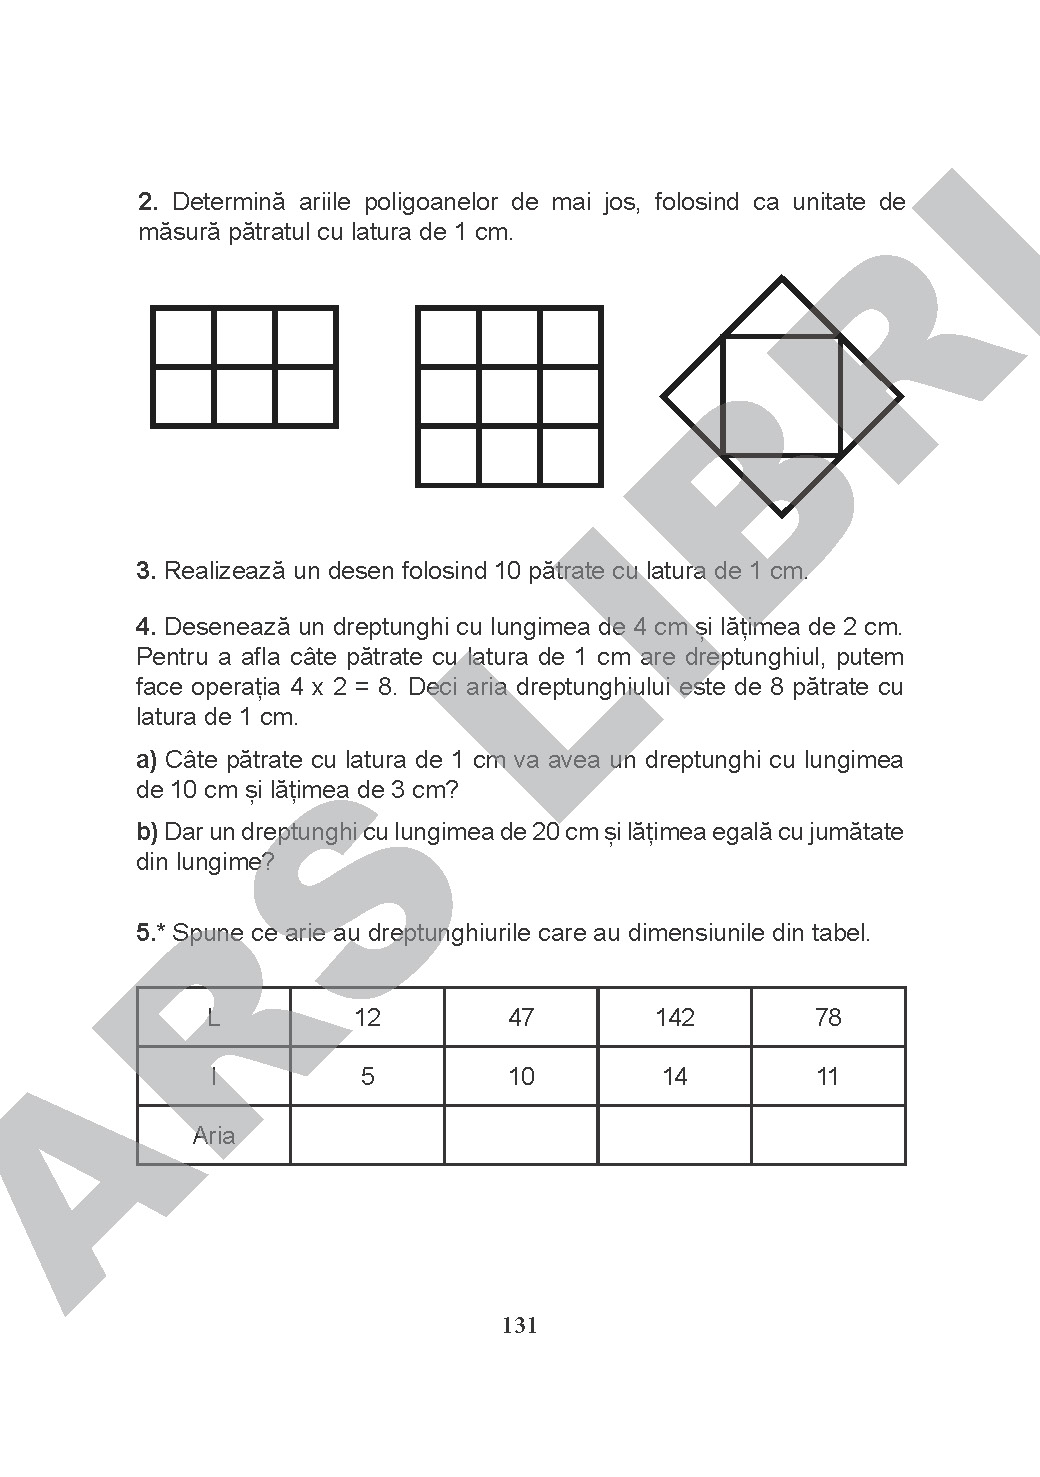 2. Determină ariile poligoanelor de mai jos, folosind ca unitate de
măsură pătratul cu latura de 1 cm.
3. Realizează un desen folosind 10 pătrate cu latura de 1 cm.
4. Desenează un dreptunghi cu lungimea de 4 cm și lățimea de 2 cm.
Pentru a afla câte pătrate cu latura de 1 cm are dreptunghiul, putem
face operația 4 x 2 = 8. Deci aria dreptunghiului este de 8 pătrate cu
latura de 1 cm.
a) Câte pătrate cu latura de 1 cm va avea un dreptunghi cu lungimea
de 10 cm și lățimea de 3 cm?
b) Dar un dreptunghi cu lungimea de 20 cm și lățimea egală cu jumătate
din lungime?
5.* Spune ce arie au dreptunghiurile care au dimensiunile din tabel.
L 12 47 142 78
l 5 10 14 11
Aria
131
ARS LIBRI